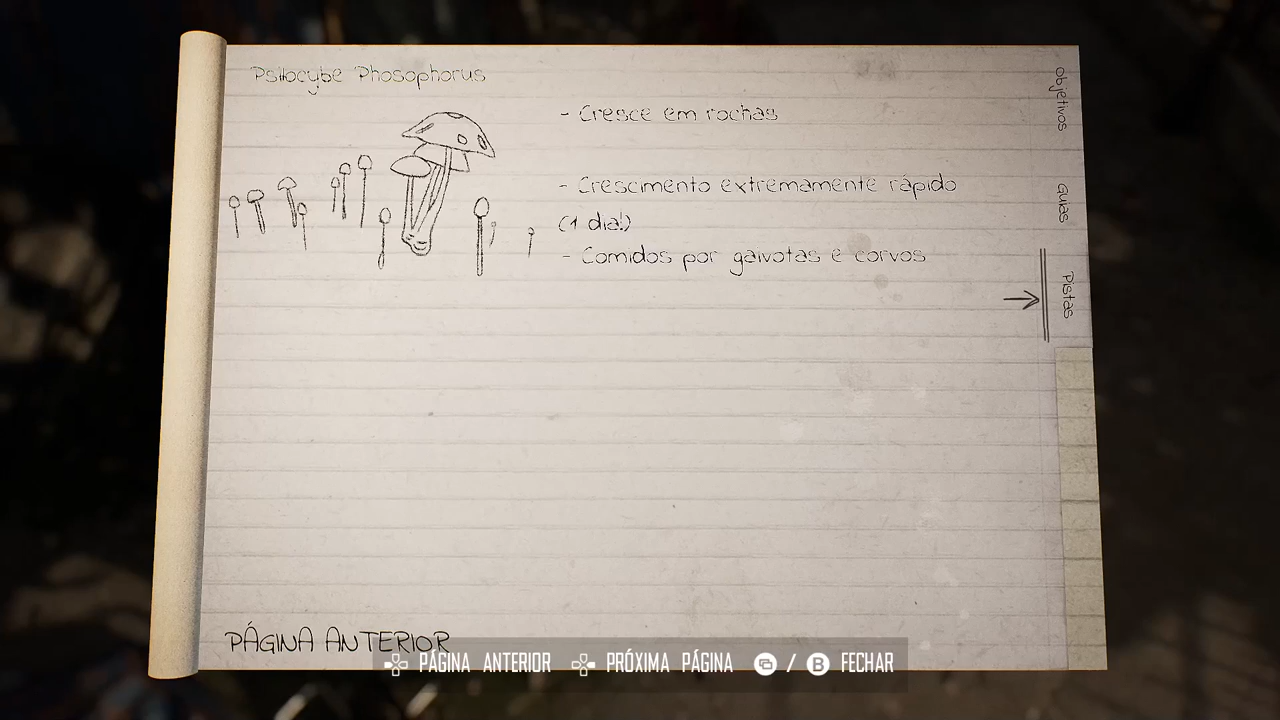 Psilocybe Phosophorus
- Cresce em rochas
- Crescimento extremamente rápido
(1 dia!)
- Comidos por gaivotas e corvos
objetivos
Guias
Pistas
PÁGINA ANTERIOR
PÁGINA ANTERIOR PRÓXIMA PÁGINA / B FECHAR